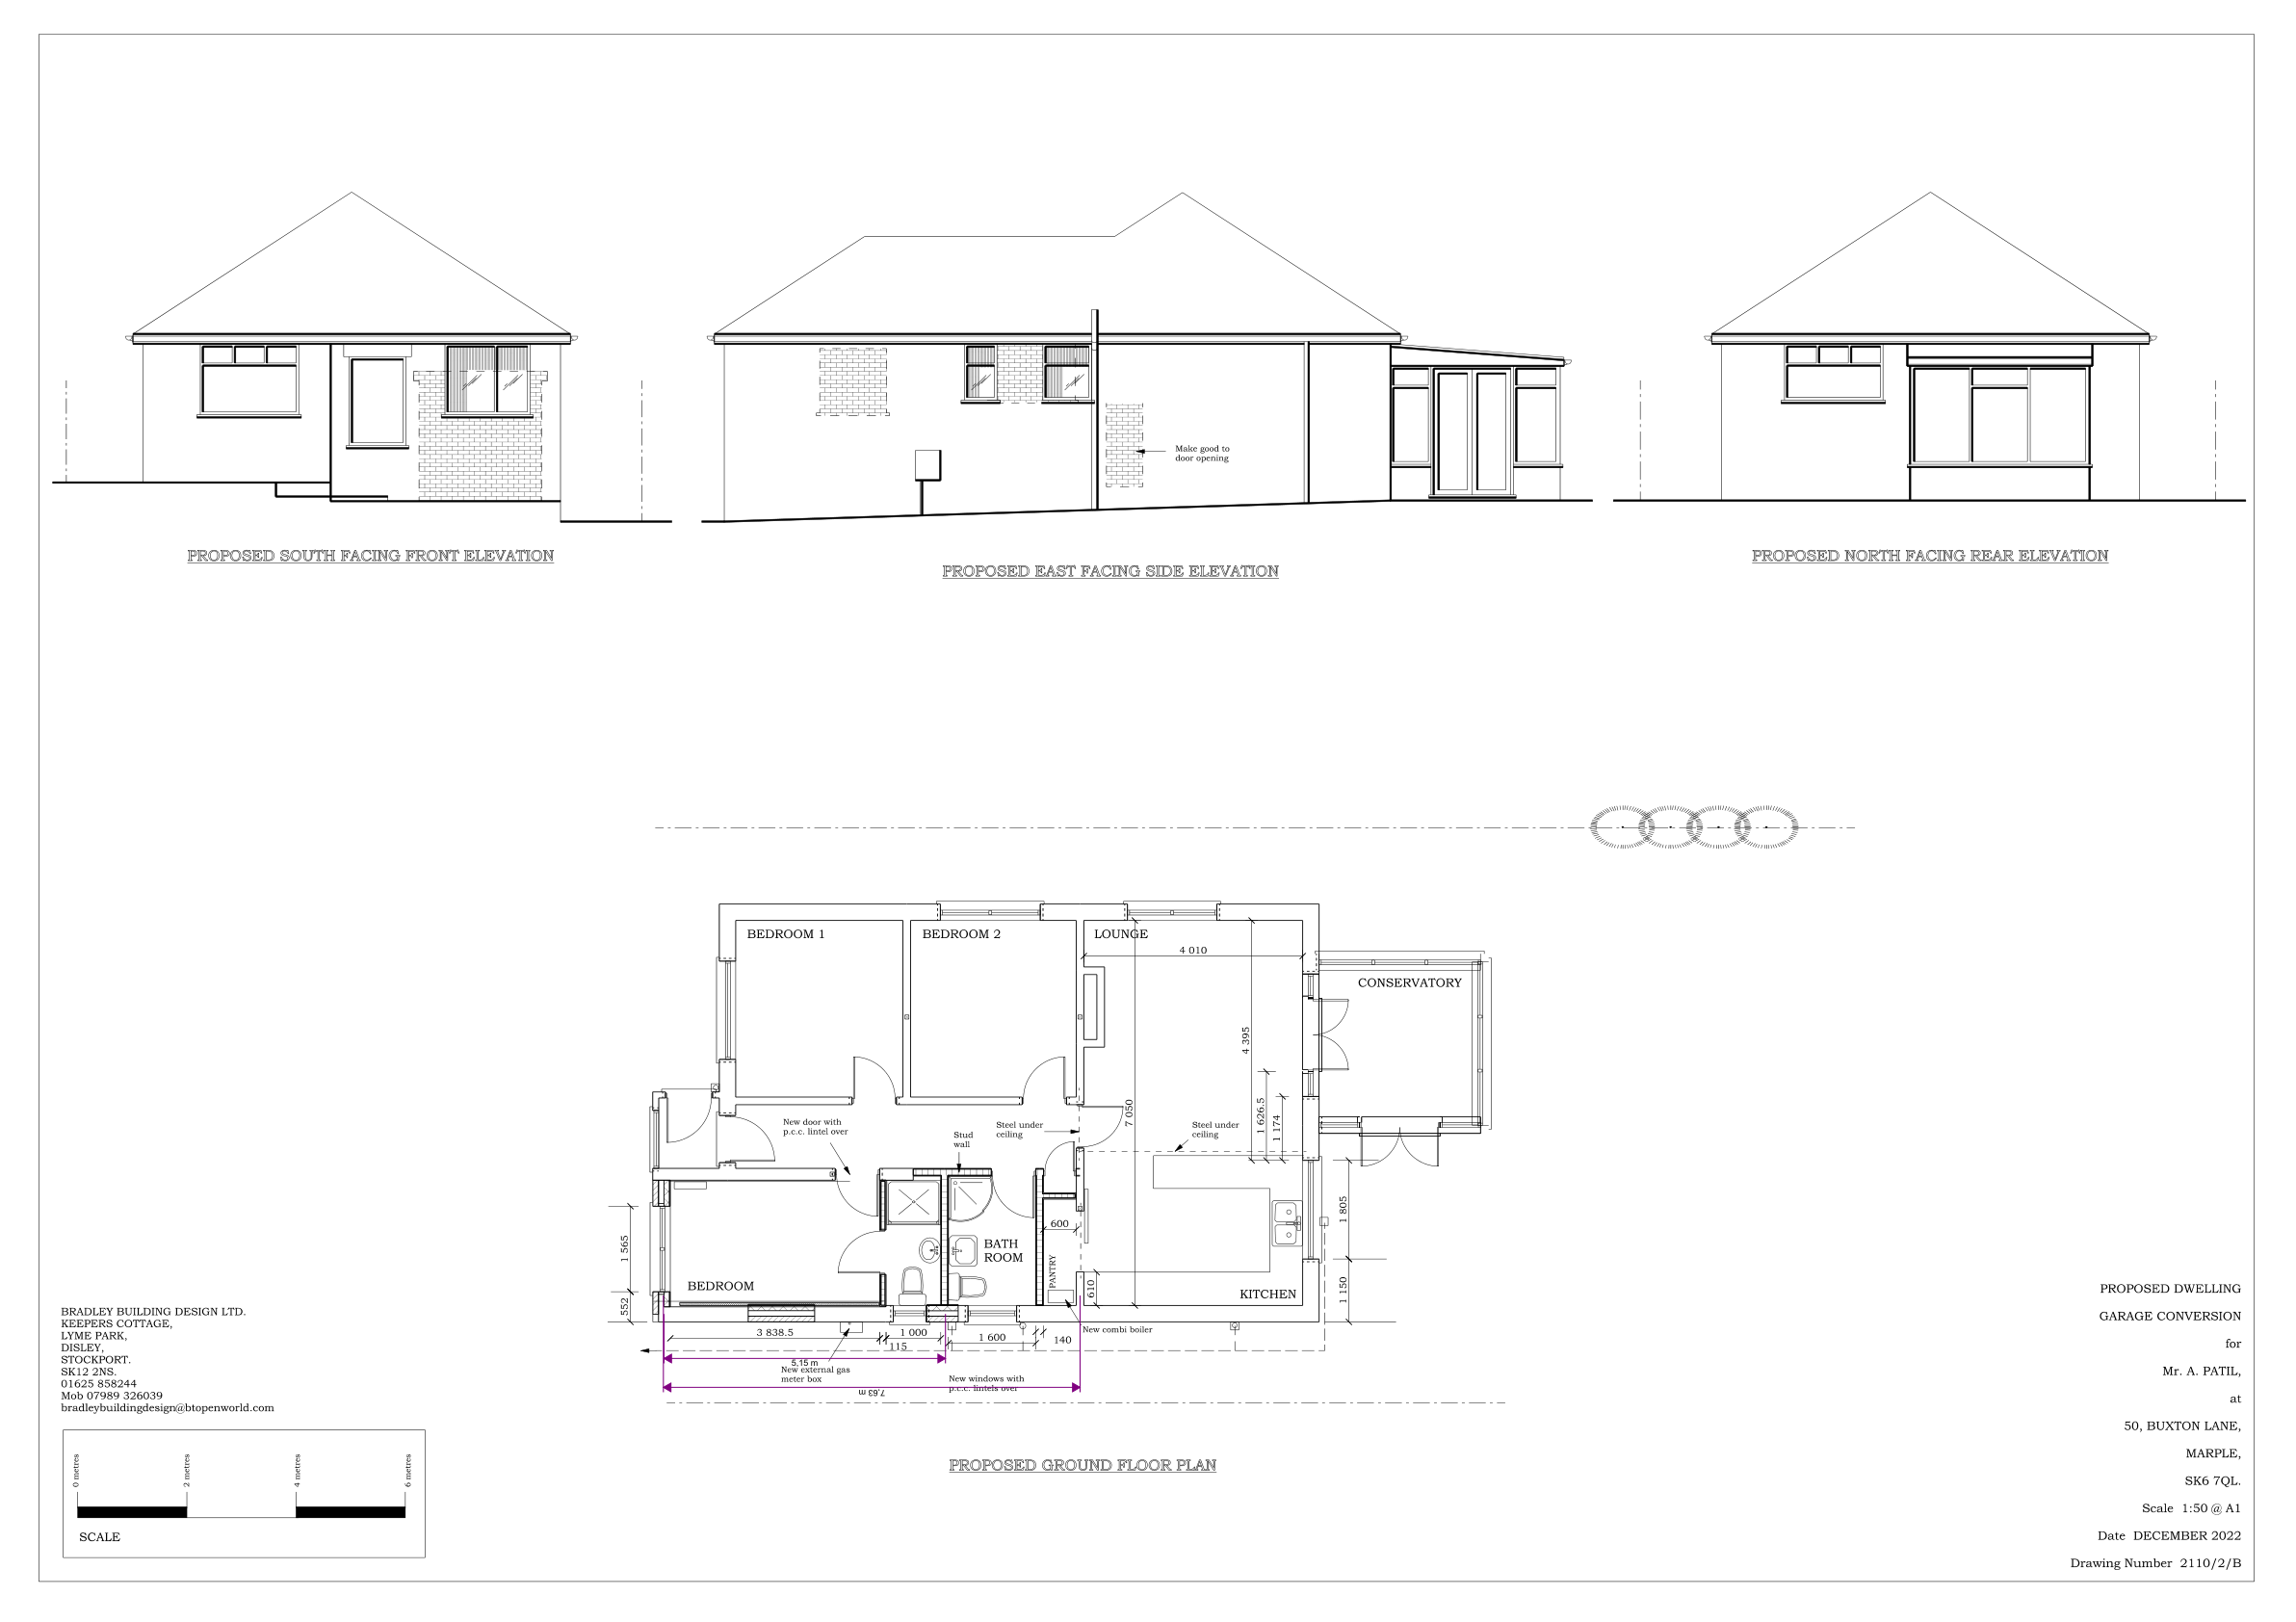 PROPOSED SOUTH FACING FRONT ELEVATION
Make good to
door opening
PROPOSED EAST FACING SIDE ELEVATION
PROPOSED NORTH FACING REAR ELEVATION
BEDROOM 1
BEDROOM 2
LOUNGE
4 010
CONSERVATORY
4 395
7 050
1 626.5
1 174
New door with
p.c.c. lintel over
Stud
wall
Steel under
ceiling
Steel under
ceiling
1 805
1 565
600
BATH
ROOM
PANTRY
BEDROOM
610
KITCHEN
1 150
552
3 838.5
1 000
115
1 600
140
New combi boiler
5,15 m
New external gas
meter box
New windows with
p.c.c. lintels over
7,63 m
PROPOSED GROUND FLOOR PLAN
BRADLEY BUILDING DESIGN LTD.
KEEPERS COTTAGE,
LYME PARK,
DISLEY,
STOCKPORT.
SK12 2NS.
01625 858244
Mob 07989 326039
bradleybuildingdesign@btopenworld.com
0 metres
2 metres
4 metres
6 metres
SCALE
PROPOSED DWELLING
GARAGE CONVERSION
for
Mr. A. PATIL,
at
50, BUXTON LANE,
MARPLE,
SK6 7QL.
Scale 1:50 @ A1
Date DECEMBER 2022
Drawing Number 2110/2/B